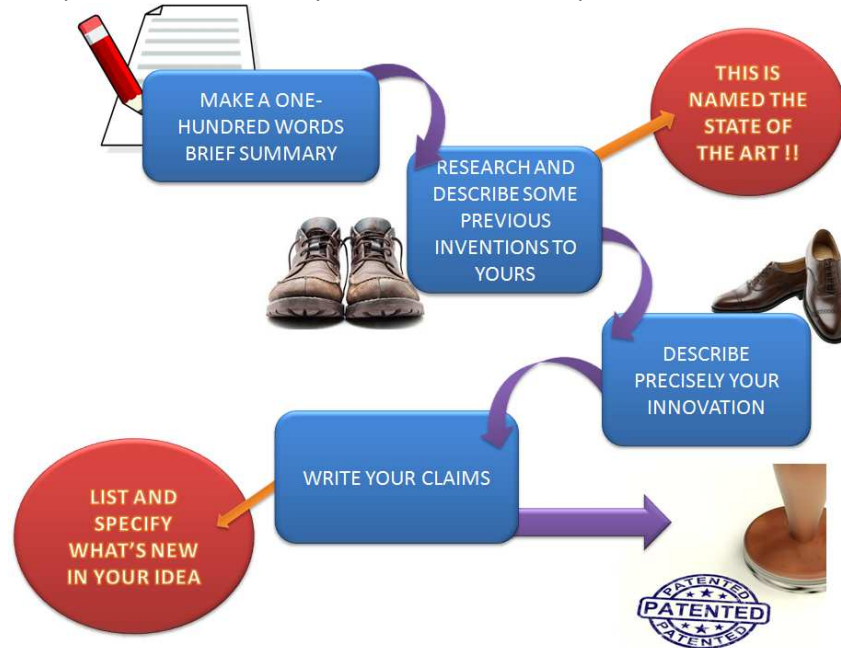 MAKE A ONE-
HUNDRED WORDS
BRIEF SUMMARY
THIS IS
NAMED THE
STATE OF
THE ART !!
RESEARCH AND
DESCRIBE SOME
PREVIOUS
INVENTIONS TO
YOURS
DESCRIBE
PRECISELY YOUR
INNOVATION
WRITE YOUR CLAIMS
LIST AND
SPECIFY
WHAT'S NEW
IN YOUR IDEA
PATENTED
PATENTED
PATENTED